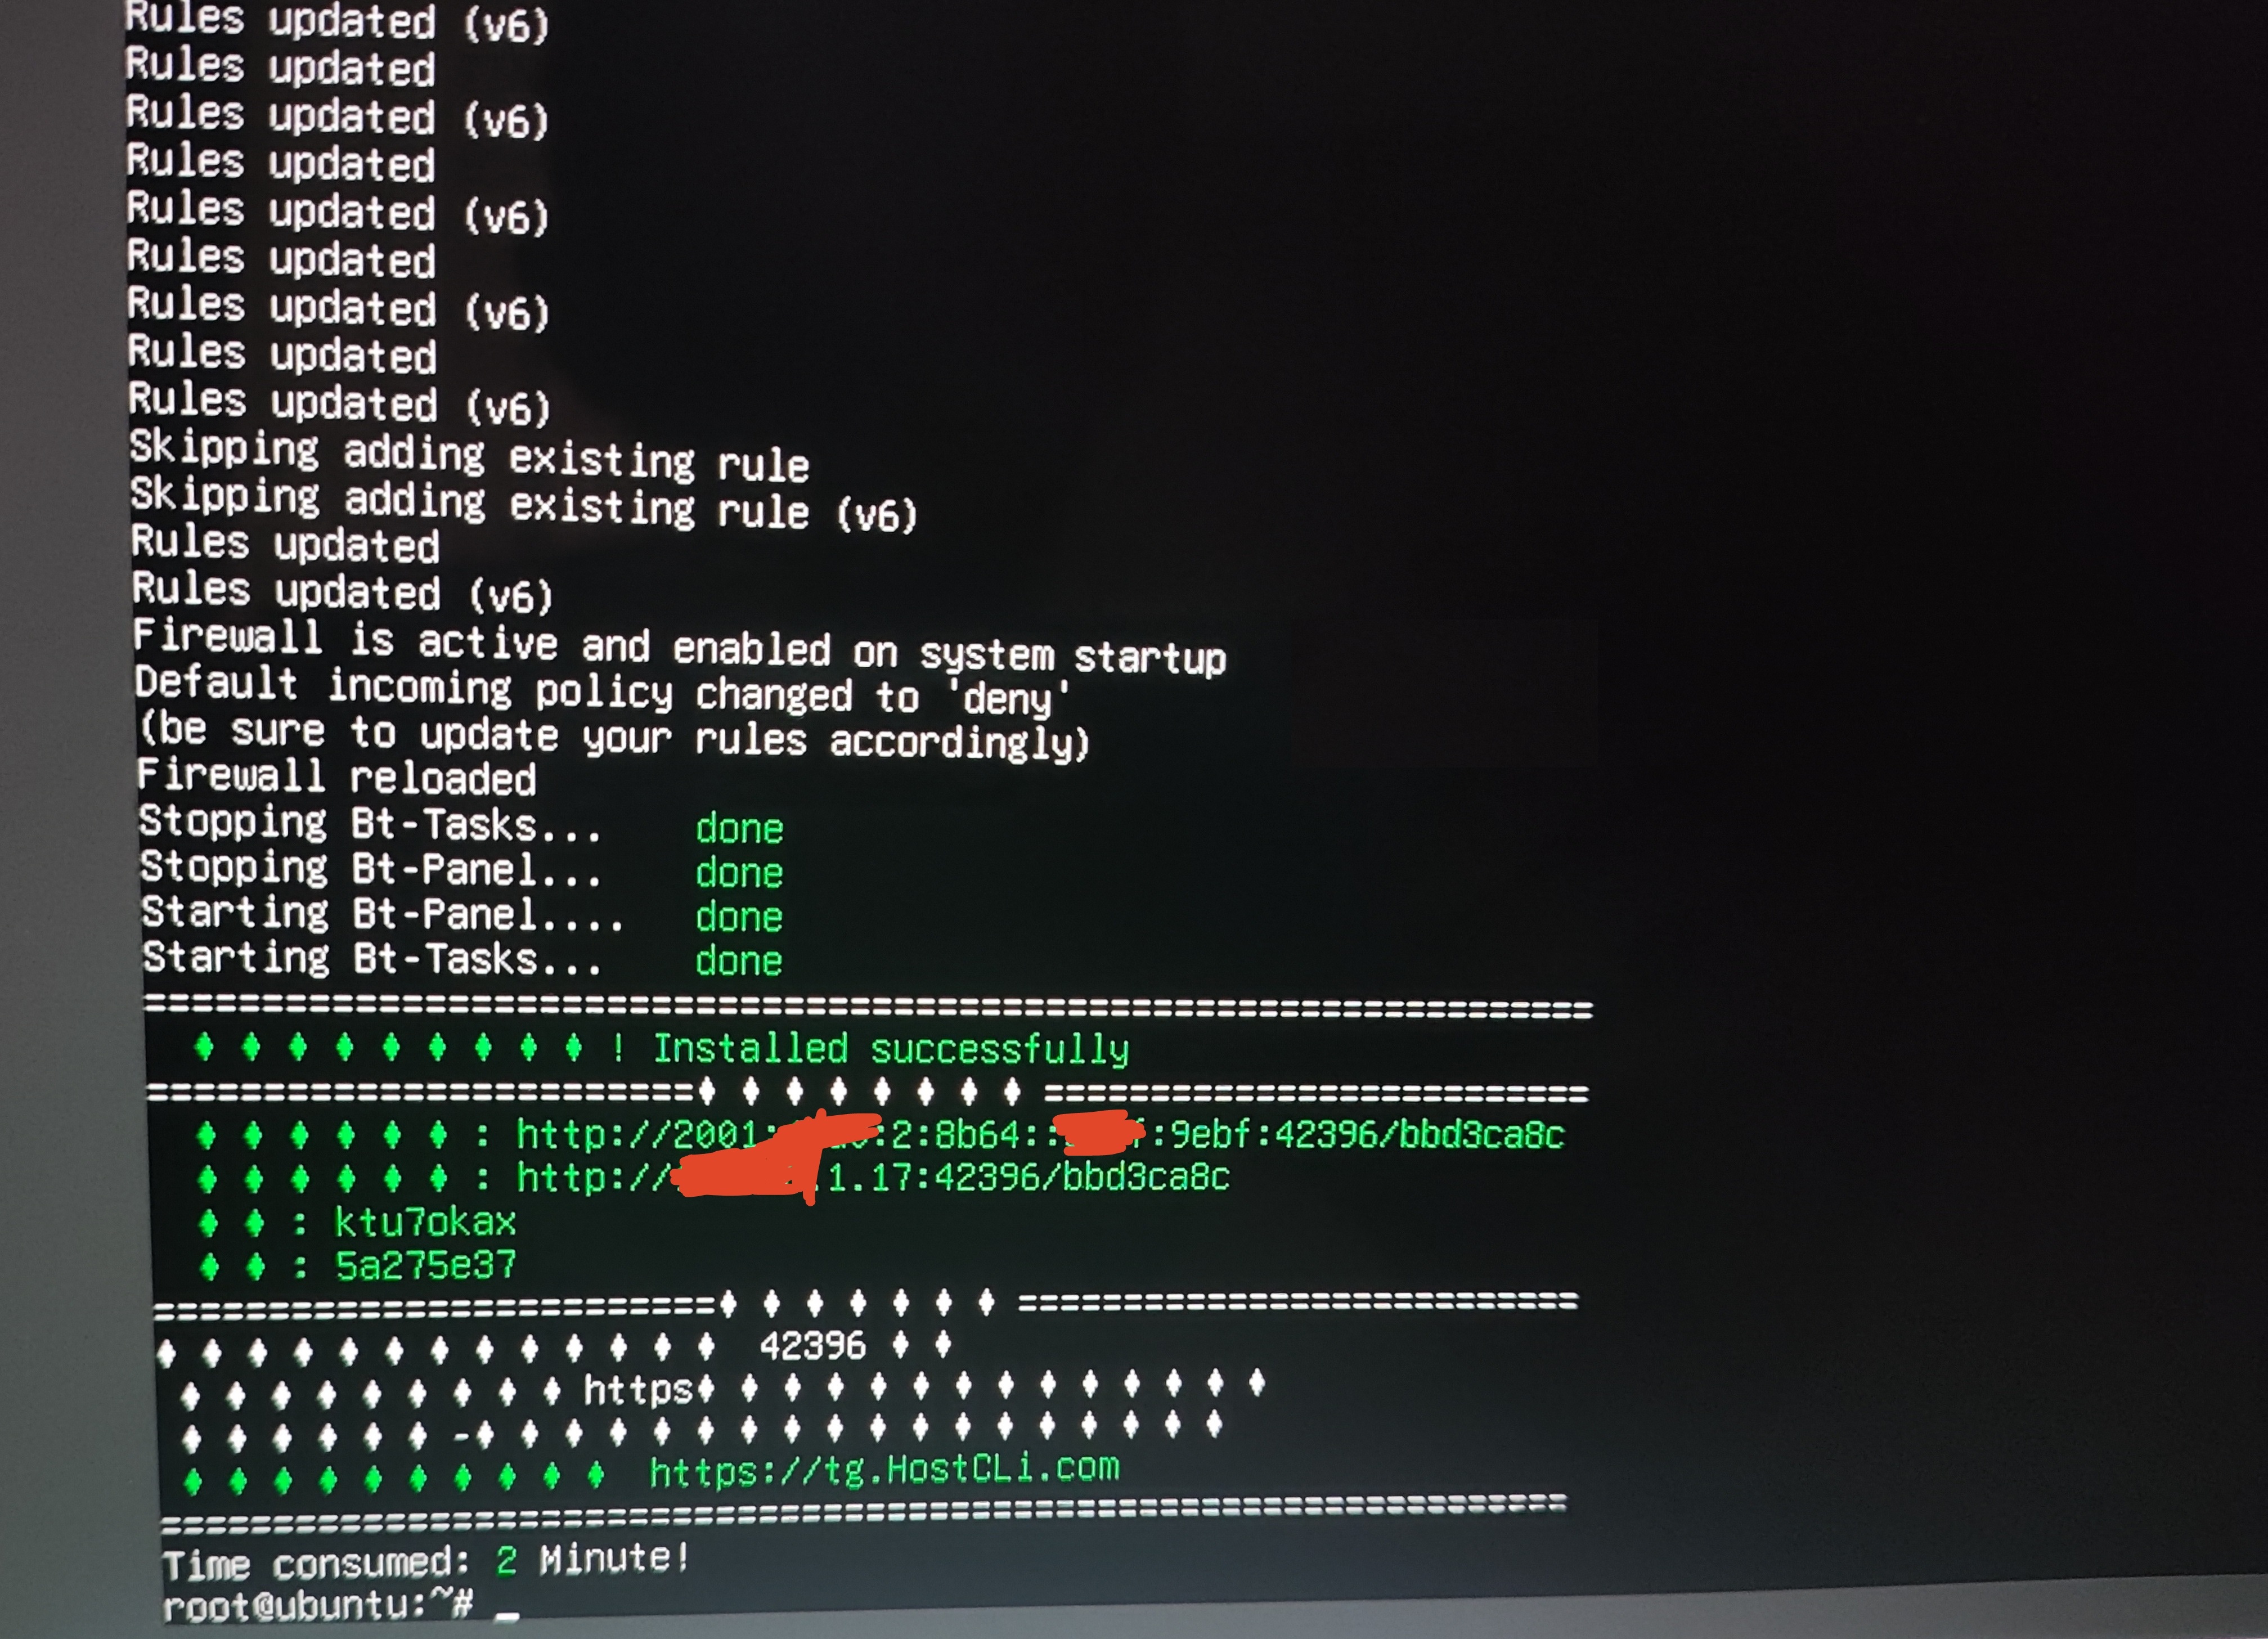 Rules updated (v6)
Rules updated
Rules updated (v6)
Rules updated
Rules updated (v6)
Rules updated
Rules updated (v6)
Rules updated
Rules updated (v6)
Skipping adding existing rule
Skipping adding existing rule (v6)
Rules updated
Rules updated (v6)
Firewall is active and enabled on system startup
Default incoming policy changed to 'deny'
(be sure to update your rules accordingly)
Firewall reloaded
Stopping Bt-Tasks... done
Stopping Bt-Panel... done
Starting Bt-Panel.... done
Starting Bt-Tasks... done
==================================================================
♦ ♦ ♦ ♦ ♦ ♦ ♦ ♦ ♦ ! Installed successfully
=========================♦ ♦ ♦ ♦ ♦ ♦ ♦ ♦ =========================
♦ ♦ ♦ ♦ ♦ ♦ : http://2001: :2:8b64:: :9ebf:42396/bbd3ca8c
♦ ♦ ♦ ♦ ♦ ♦ : http:// .1.17:42396/bbd3ca8c
♦ ♦ : ktu7okax
♦ ♦ : 5a275e37
=========================♦ ♦ ♦ ♦ ♦ ♦ ♦ ==========================
♦ ♦ ♦ ♦ ♦ ♦ ♦ ♦ ♦ ♦ ♦ ♦ ♦ 42396 ♦ ♦
♦ ♦ ♦ ♦ ♦ ♦ ♦ ♦ ♦ https♦ ♦ ♦ ♦ ♦ ♦ ♦ ♦ ♦ ♦ ♦ ♦ ♦ ♦
♦ ♦ ♦ ♦ ♦ ♦ -♦ ♦ ♦ ♦ ♦ ♦ ♦ ♦ ♦ ♦ ♦ ♦ ♦ ♦ ♦ ♦ ♦ ♦
♦ ♦ ♦ ♦ ♦ ♦ ♦ ♦ ♦ ♦ https://tg.HostCLi.com
==================================================================
Time consumed: 2 Minute!
root@ubuntu:~# _